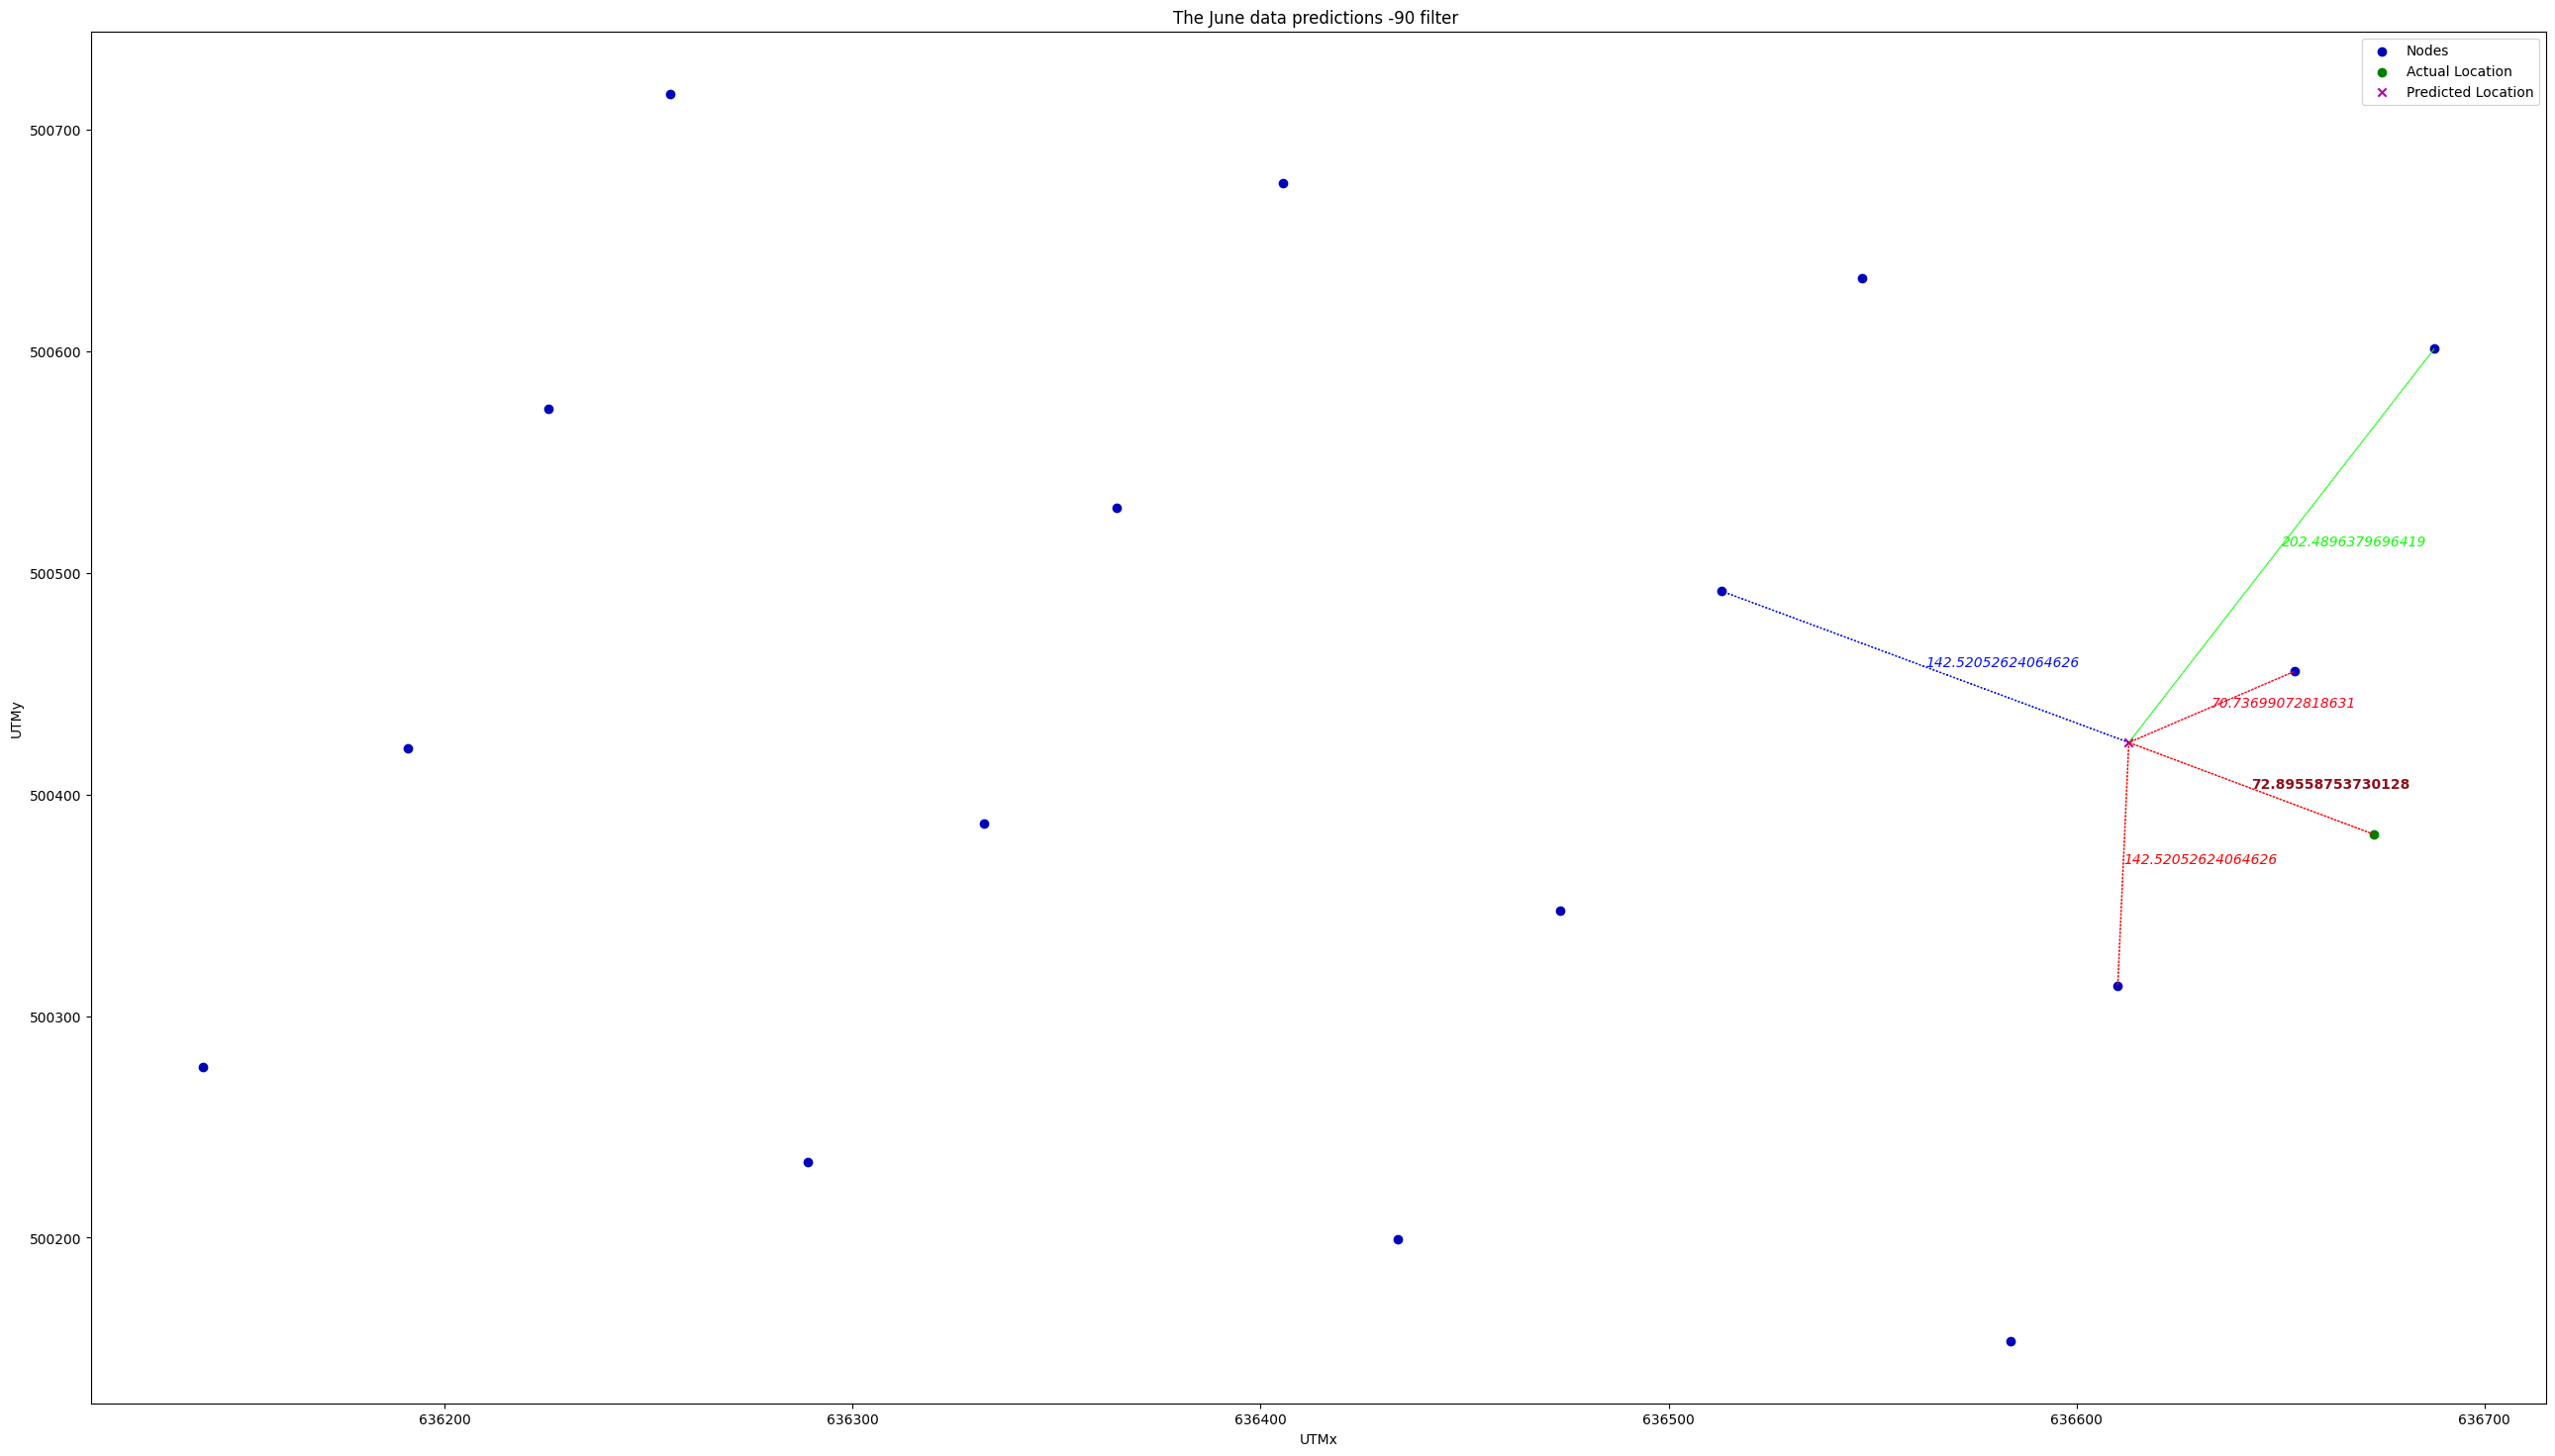 The June data predictions -90 filter
Nodes
Actual Location
Predicted Location
500700
500600
500500
500400
500300
500200
UTMy
202.4896379696419
142.52052624064626
70.73699072818631
72.89558753730128
142.52052624064626
636200
636300
636400
636500
636600
636700
UTMx